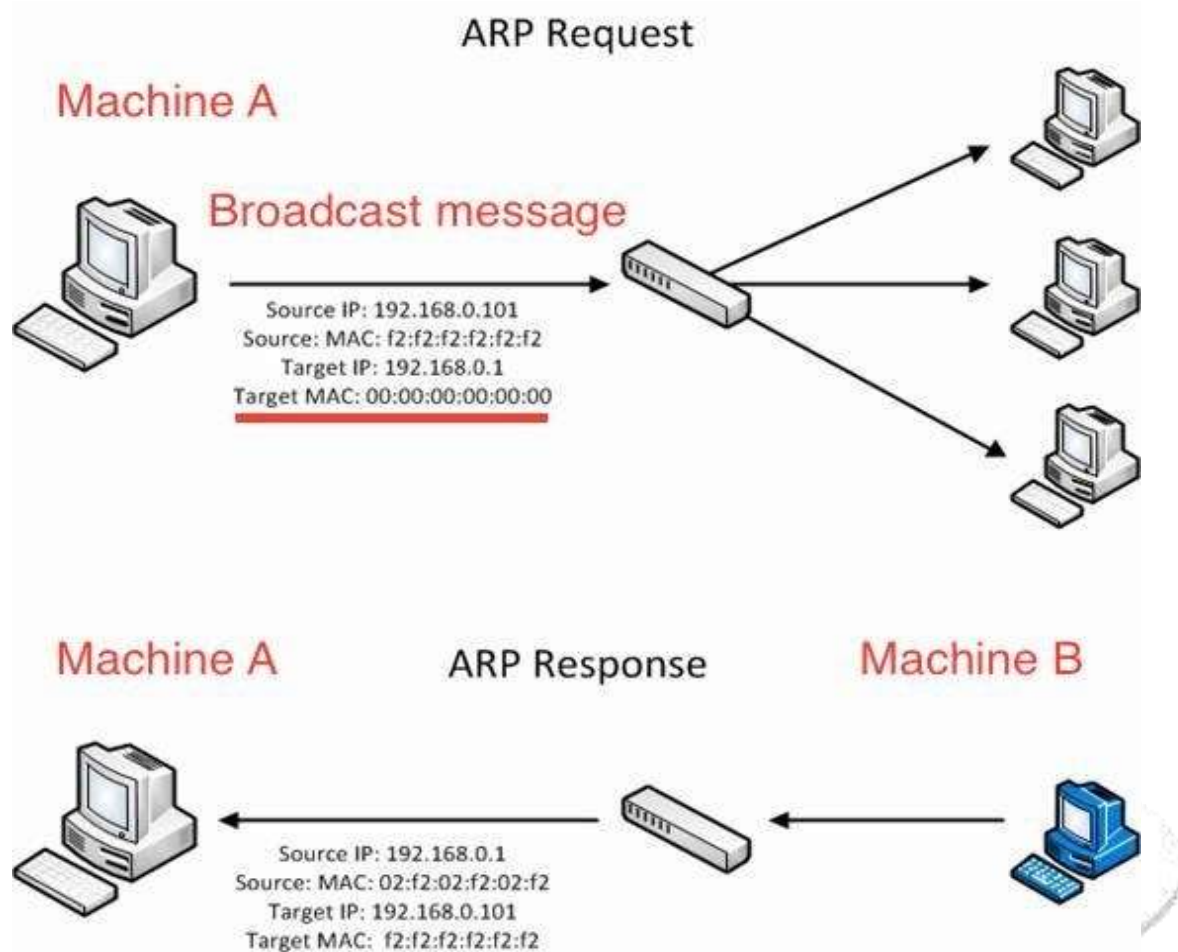 ARP Request
Machine A
Broadcast message
Source IP: 192.168.0.101
Source: MAC: f2:f2:f2:f2:f2:f2
Target IP: 192.168.0.1
Target MAC: 00:00:00:00:00:00
Machine A
ARP Response
Machine B
Source IP: 192.168.0.1
Source: MAC: 02:f2:02:f2:02:f2
Target IP: 192.168.0.101
Target MAC: f2:f2:f2:f2:f2:f2